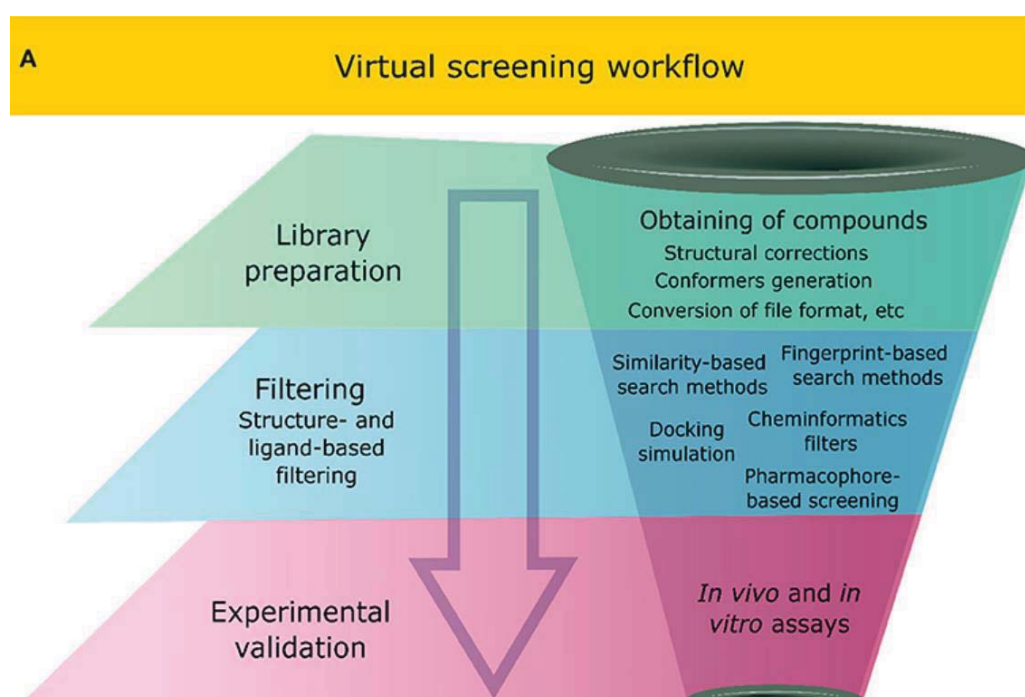 A
Virtual screening workflow
Library
preparation
Obtaining of compounds
Structural corrections
Conformers generation
Conversion of file format, etc
Filtering
Structure- and
ligand-based
filtering
Similarity-based
search methods
Fingerprint-based
search methods
Docking
simulation
Cheminformatics
filters
Pharmacophore-
based screening
Experimental
validation
In vivo and in
vitro assays